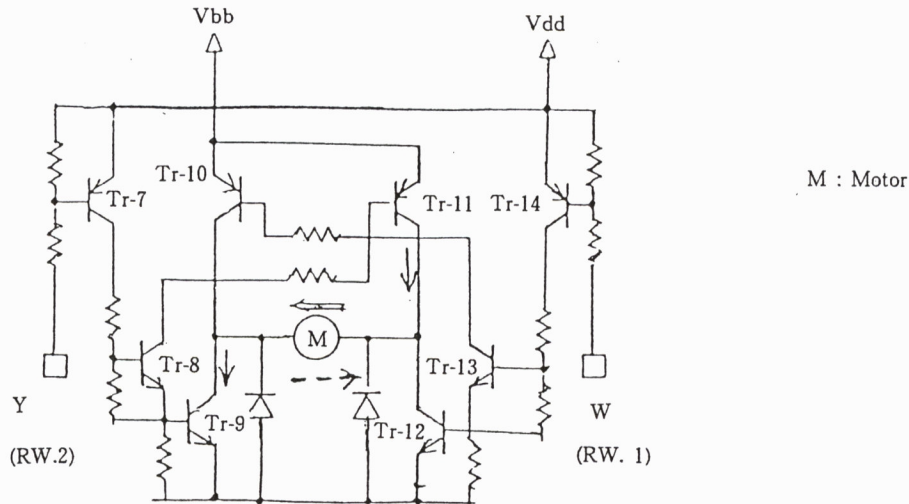 Vbb
Vdd
Tr-7
Tr-10
Tr-11
Tr-14
M : Motor
M
Tr-8
Tr-13
Y
Tr-9
Tr-12
W
(RW.2)
(RW. 1)